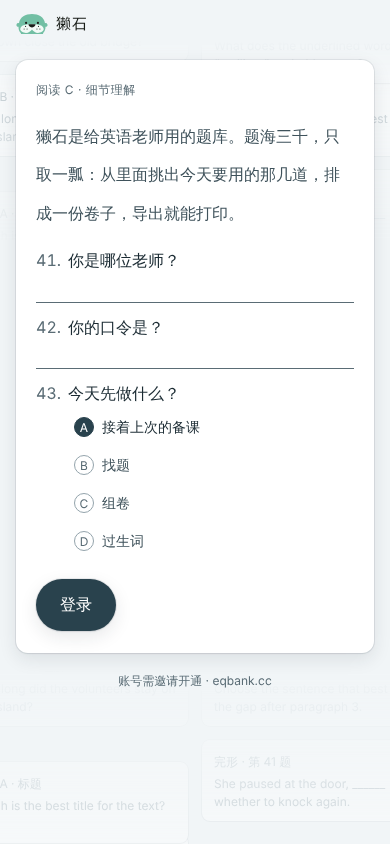 獭石
阅读 C · 细节理解
獭石是给英语老师用的题库。题海三千，只
取一瓢：从里面挑出今天要用的那几道，排
成一份卷子，导出就能打印。
41. 你是哪位老师？
42. 你的口令是？
43. 今天先做什么？
A 接着上次的备课
B 找题
C 组卷
D 过生词
登录
账号需邀请开通 · eqbank.cc
sland?
the gap after paragraph 3
A · 标题
h is the best title for the text?
完形 · 第 41 题
She paused at the door, ______
whether to knock again.